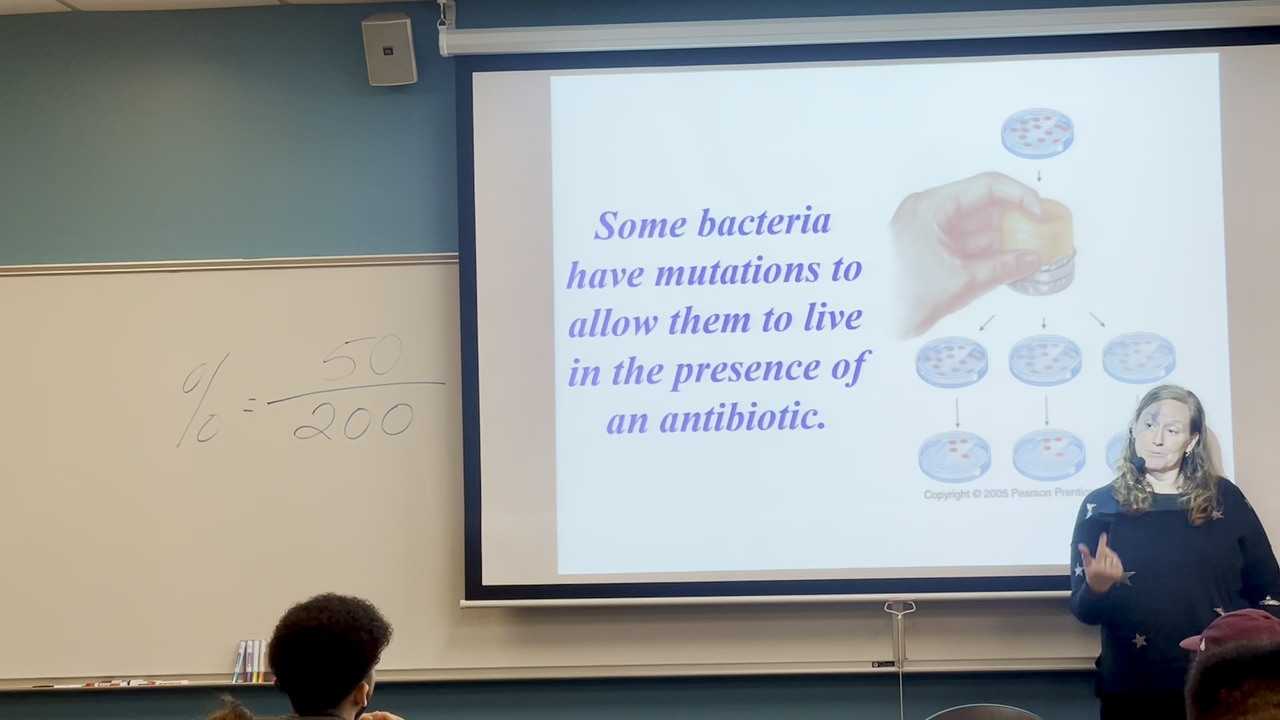 % = 50
200
Some bacteria
have mutations to
allow them to live
in the presence of
an antibiotic.
Copyright © 2005 Pearson